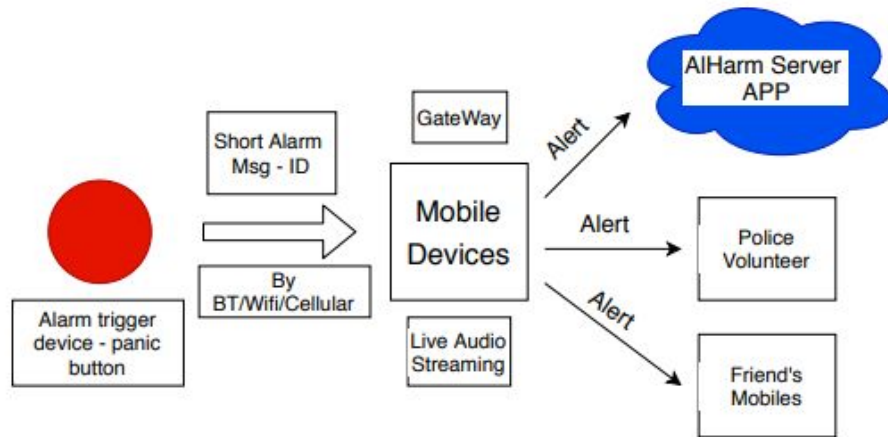 AlHarm Server
APP
GateWay
Short Alarm
Msg - ID
Alert
Mobile
Devices
Alert
Police
Volunteer
By
BT/Wifi/Cellular
Alert
Alarm trigger
device - panic
button
Live Audio
Streaming
Friend's
Mobiles